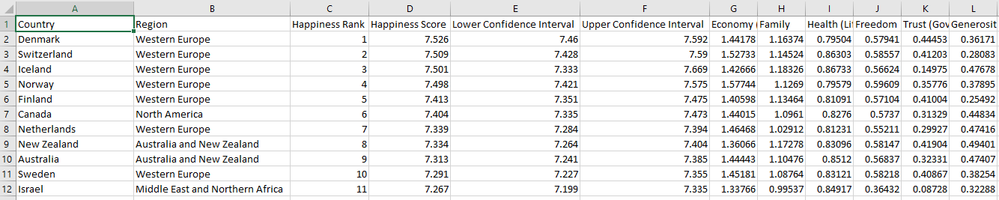 A B C D E F G H I J K L
1 Country Region Happiness Rank Happiness Score Lower Confidence Interval Upper Confidence Interval Economy ( Family Health (Li Freedom Trust (Gov Generosit
2 Denmark Western Europe 1 7.526 7.46 7.592 1.44178 1.16374 0.79504 0.57941 0.44453 0.36171
3 Switzerland Western Europe 2 7.509 7.428 7.59 1.52733 1.14524 0.86303 0.58557 0.41203 0.28083
4 Iceland Western Europe 3 7.501 7.333 7.669 1.42666 1.18326 0.86733 0.56624 0.14975 0.47678
5 Norway Western Europe 4 7.498 7.421 7.575 1.57744 1.1269 0.79579 0.59609 0.35776 0.37895
6 Finland Western Europe 5 7.413 7.351 7.475 1.40598 1.13464 0.81091 0.57104 0.41004 0.25492
7 Canada North America 6 7.404 7.335 7.473 1.44015 1.0961 0.8276 0.5737 0.31329 0.44834
8 Netherlands Western Europe 7 7.339 7.284 7.394 1.46468 1.02912 0.81231 0.55211 0.29927 0.47416
9 New Zealand Australia and New Zealand 8 7.334 7.264 7.404 1.36066 1.17278 0.83096 0.58147 0.41904 0.49401
10 Australia Australia and New Zealand 9 7.313 7.241 7.385 1.44443 1.10476 0.8512 0.56837 0.32331 0.47407
11 Sweden Western Europe 10 7.291 7.227 7.355 1.45181 1.08764 0.83121 0.58218 0.40867 0.38254
12 Israel Middle East and Northern Africa 11 7.267 7.199 7.335 1.33766 0.99537 0.84917 0.36432 0.08728 0.32288